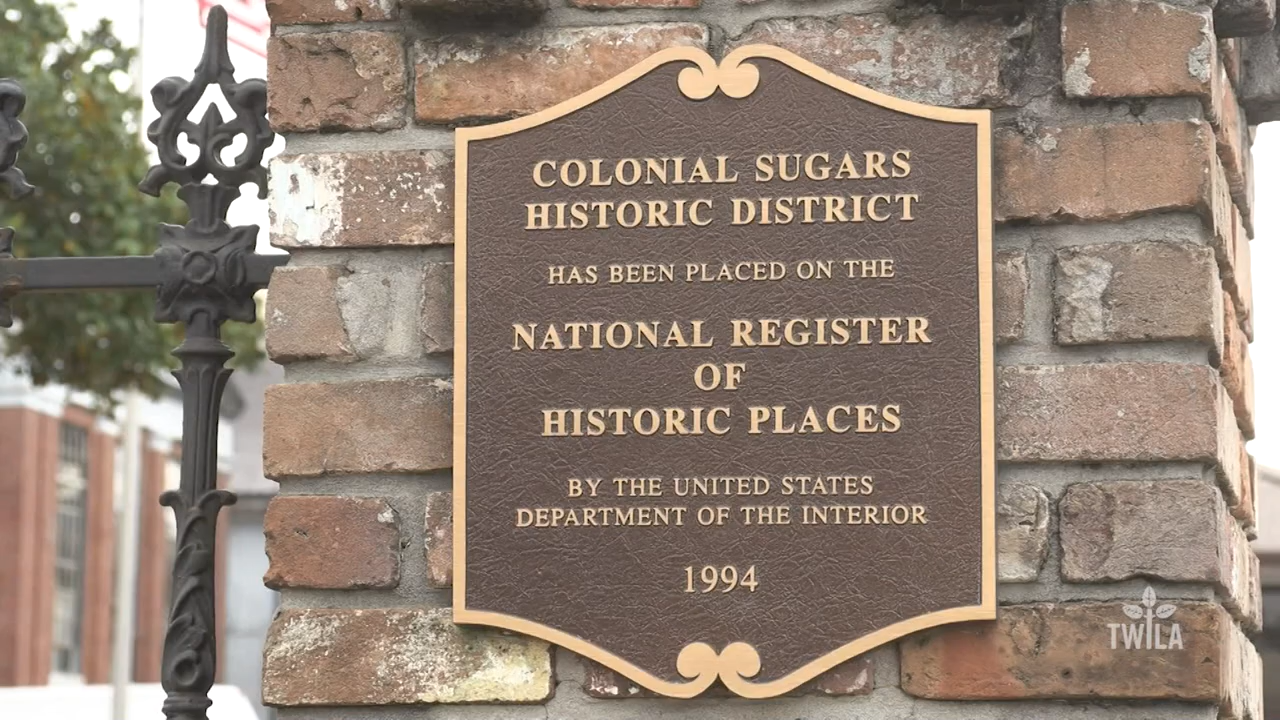 COLONIAL SUGARS
HISTORIC DISTRICT
HAS BEEN PLACED ON THE
NATIONAL REGISTER
OF
HISTORIC PLACES
BY THE UNITED STATES
DEPARTMENT OF THE INTERIOR
1994
TWILA